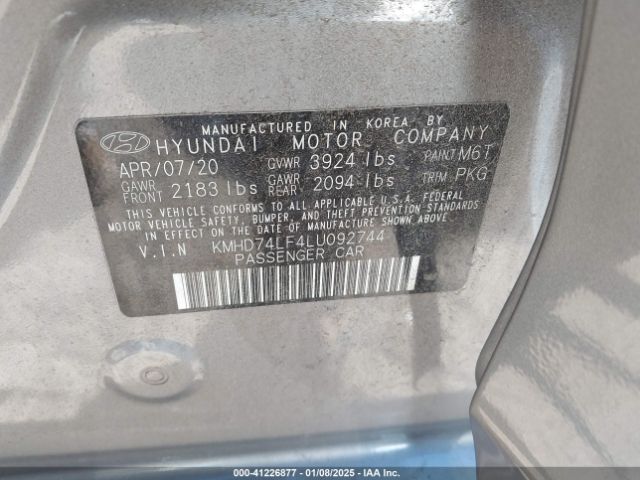 MANUFACTURED IN KOREA BY
HYUNDAI MOTOR COMPANY
APR/07/20 GVWR 3924 lbs PAINT M6T
GAWR FRONT 2183 lbs GAWR REAR 2094 lbs TRIM PKG
THIS VEHICLE CONFORMS TO ALL APPLICABLE U.S.A. FEDERAL
MOTOR VEHICLE SAFETY, BUMPER, AND THEFT PREVENTION STANDARDS
IN EFFECT ON THE DATE OF MANUFACTURE SHOWN ABOVE.
V.I.N KMHD74LF4LU092744
PASSENGER CAR
000-41226877 | 01/08/2025 | IAA Inc.